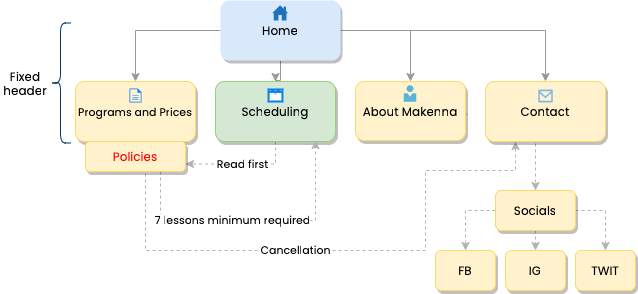 Home
Fixed
header
Programs and Prices
Scheduling
About Makenna
Contact
Policies
Read first
7 lessons minimum required
Cancellation
Socials
FB
IG
TWIT